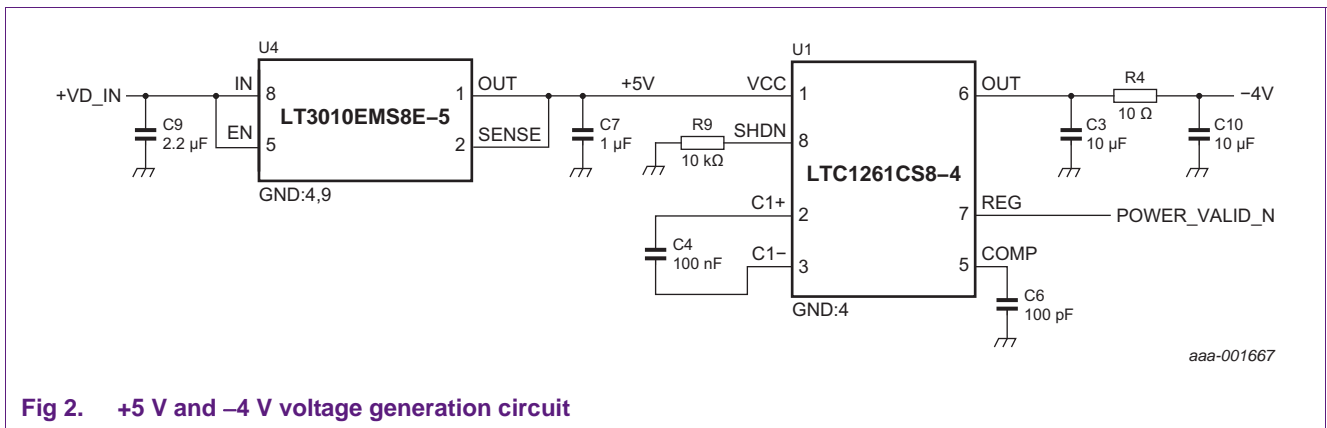 U4
U1
+VD_IN
IN
8
1
OUT
+5V
VCC
1
6
OUT
R4
10 Ω
−4V
LT3010EMS8E−5
C9
2.2 µF
EN
5
2
SENSE
C7
1 µF
R9
10 kΩ
SHDN
8
C3
10 µF
C10
10 µF
GND:4,9
LTC1261CS8−4
C1+
2
7
REG
POWER_VALID_N
C4
100 nF
C1−
3
5
COMP
C6
100 pF
GND:4
aaa-001667
Fig 2. +5 V and −4 V voltage generation circuit